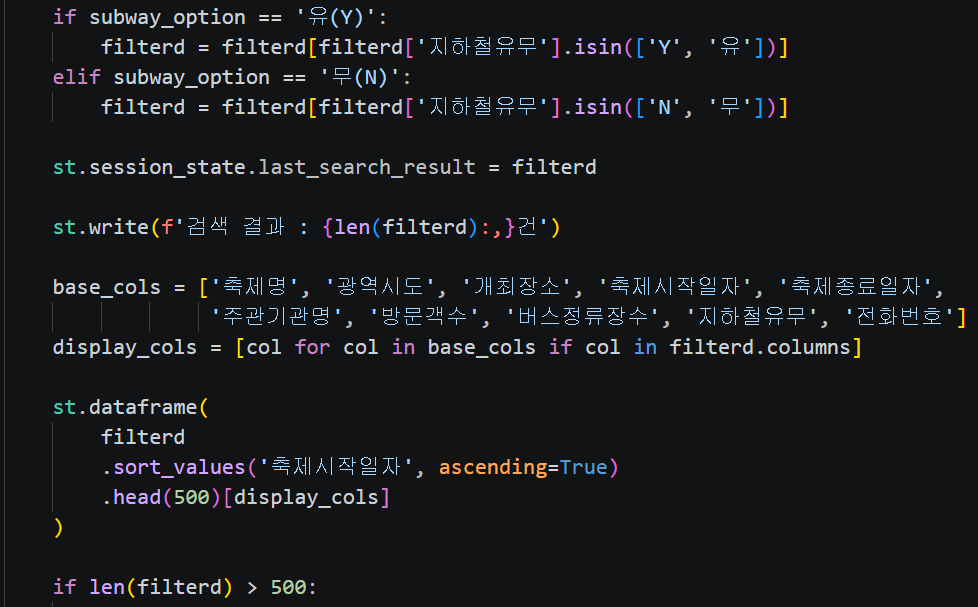 if subway_option == '유(Y)':
filterd = filterd[filterd['지하철유무'].isin(['Y', '유'])]
elif subway_option == '무(N)':
filterd = filterd[filterd['지하철유무'].isin(['N', '무'])]
st.session_state.last_search_result = filterd
st.write(f'검색 결과 : {len(filterd):,}건')
base_cols = ['축제명', '광역시도', '개최장소', '축제시작일자', '축제종료일자',
'주관기관명', '방문객수', '버스정류장수', '지하철유무', '전화번호']
display_cols = [col for col in base_cols if col in filterd.columns]
st.dataframe(
filterd
.sort_values('축제시작일자', ascending=True)
.head(500)[display_cols]
)
if len(filterd) > 500: